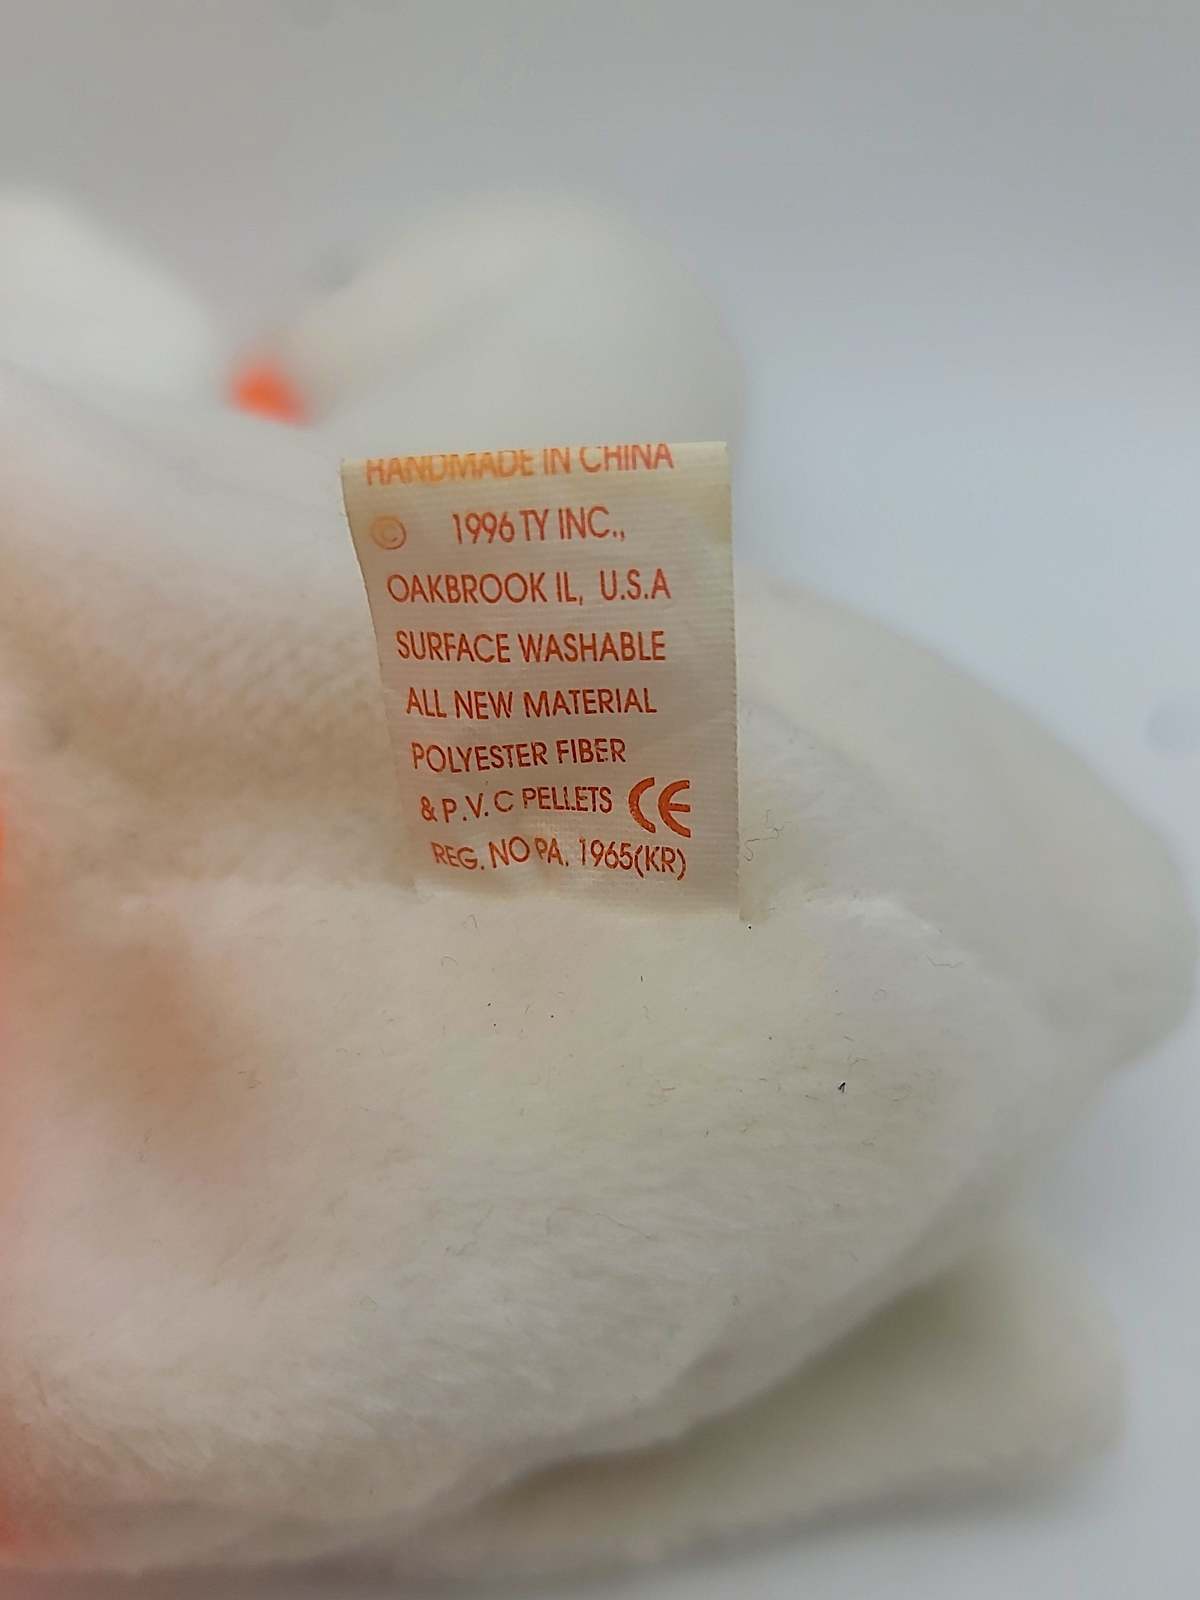 HANDMADE IN CHINA
© 1996 TY INC.,
OAKBROOK IL, U.S.A
SURFACE WASHABLE
ALL NEW MATERIAL
POLYESTER FIBER
& P.V.C PELLETS CE
REG. NO PA. 1965(KR)